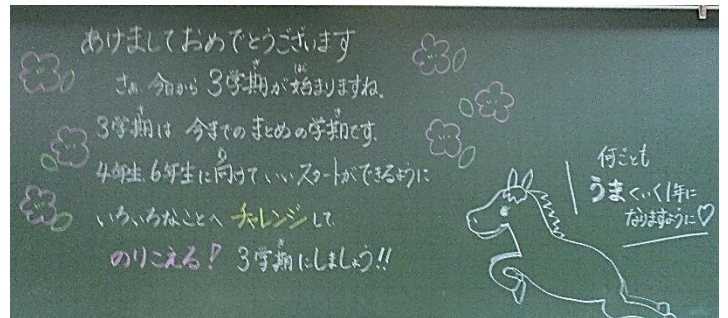 あけましておめでとうございます
さぁ、今日から3学期が始まりますね。
3学期は 今までの まとめの学期です。
4年生、6年生に向けていいスタートができるように
いろいろなことへ チャレンジして
のりこえる! 3学期にしましょう!!
何ごとも
うまくいく1年に
なりますように♡